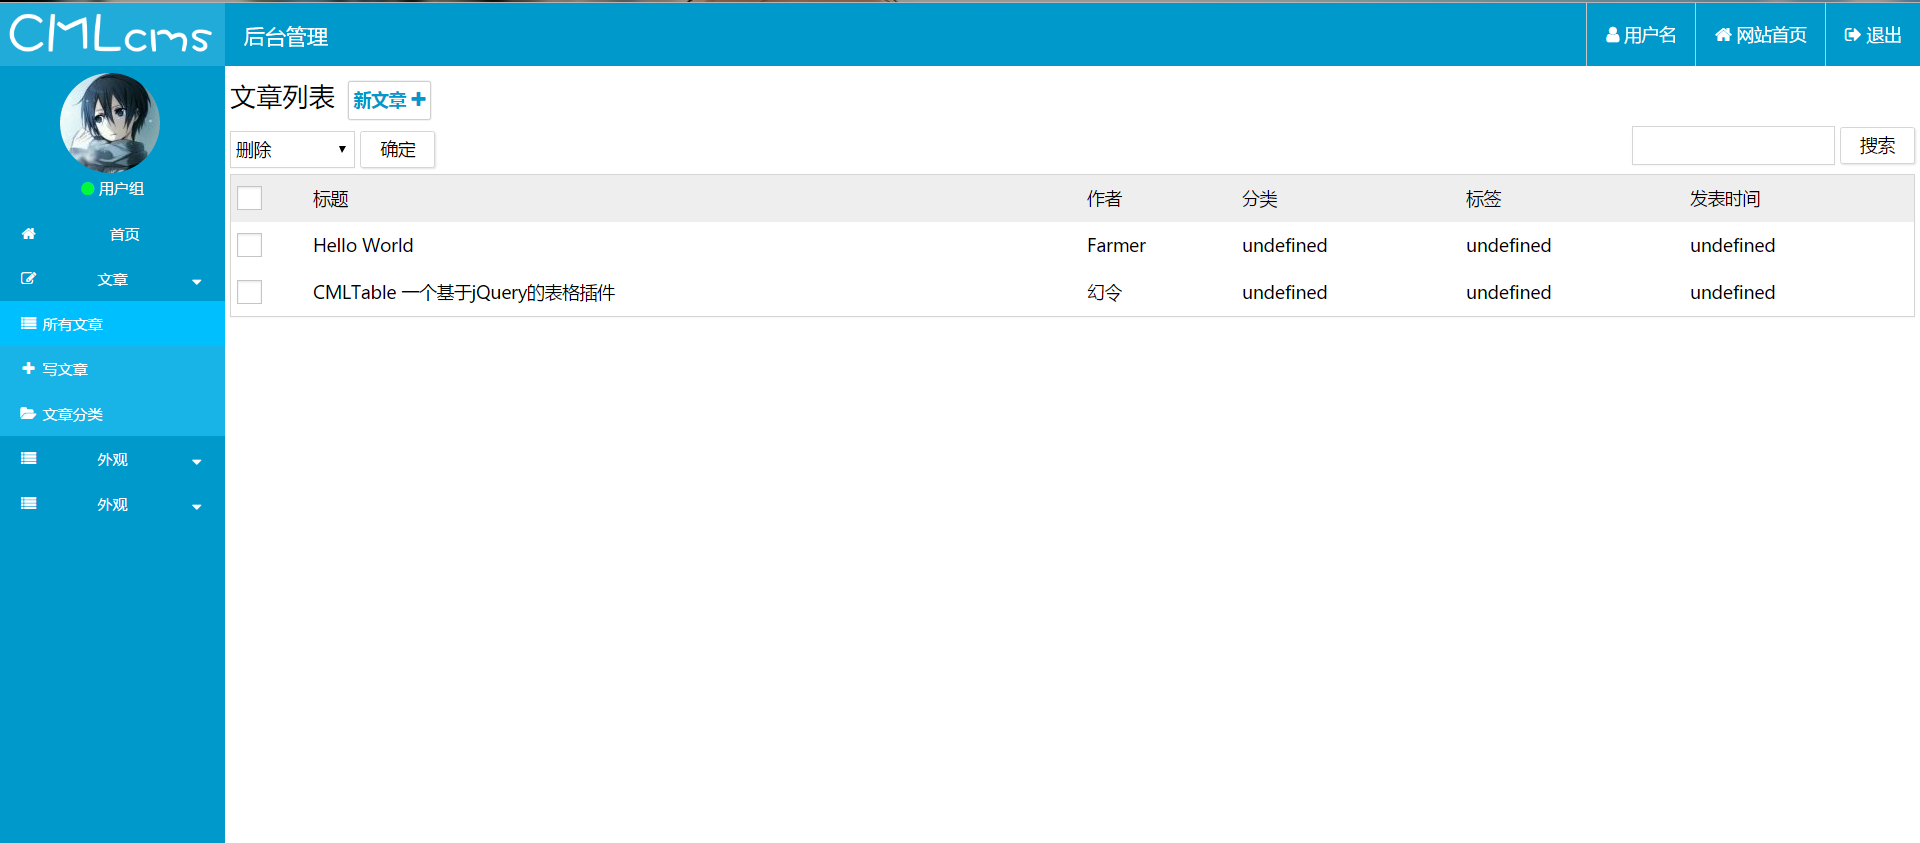 CMLcms
后台管理
用户名
网站首页
退出
用户组
首页
文章
所有文章
写文章
文章分类
外观
外观
文章列表 新文章
删除 确定 搜索
标题 作者 分类 标签 发表时间
Hello World Farmer undefined undefined undefined
CMLTable 一个基于jQuery的表格插件 幻令 undefined undefined undefined